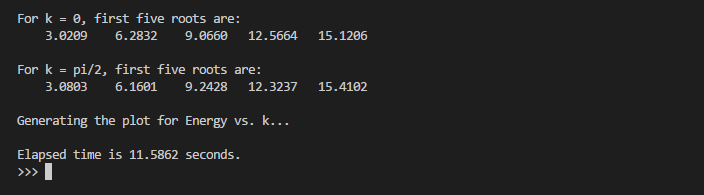 For k = 0, first five roots are:
    3.0209   6.2832   9.0660   12.5664   15.1206
For k = pi/2, first five roots are:
    3.0803   6.1601   9.2428   12.3237   15.4102
Generating the plot for Energy vs. k...
Elapsed time is 11.5862 seconds.
>>>